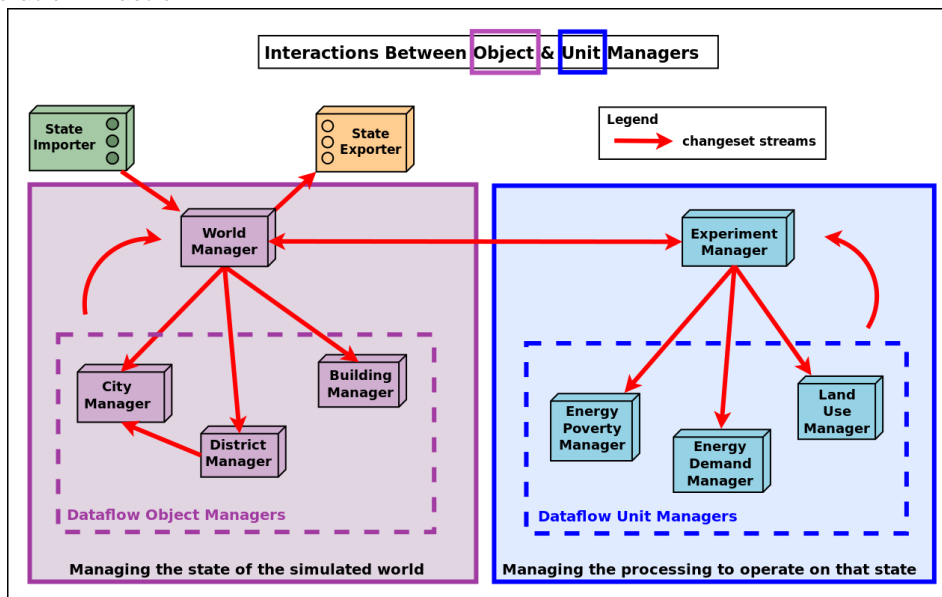 Interactions Between Object & Unit Managers
State
Importer
State
Exporter
Legend
changeset streams
World
Manager
Experiment
Manager
City
Manager
Building
Manager
District
Manager
Energy
Poverty
Manager
Energy
Demand
Manager
Land
Use
Manager
Dataflow Object Managers
Dataflow Unit Managers
Managing the state of the simulated world
Managing the processing to operate on that state